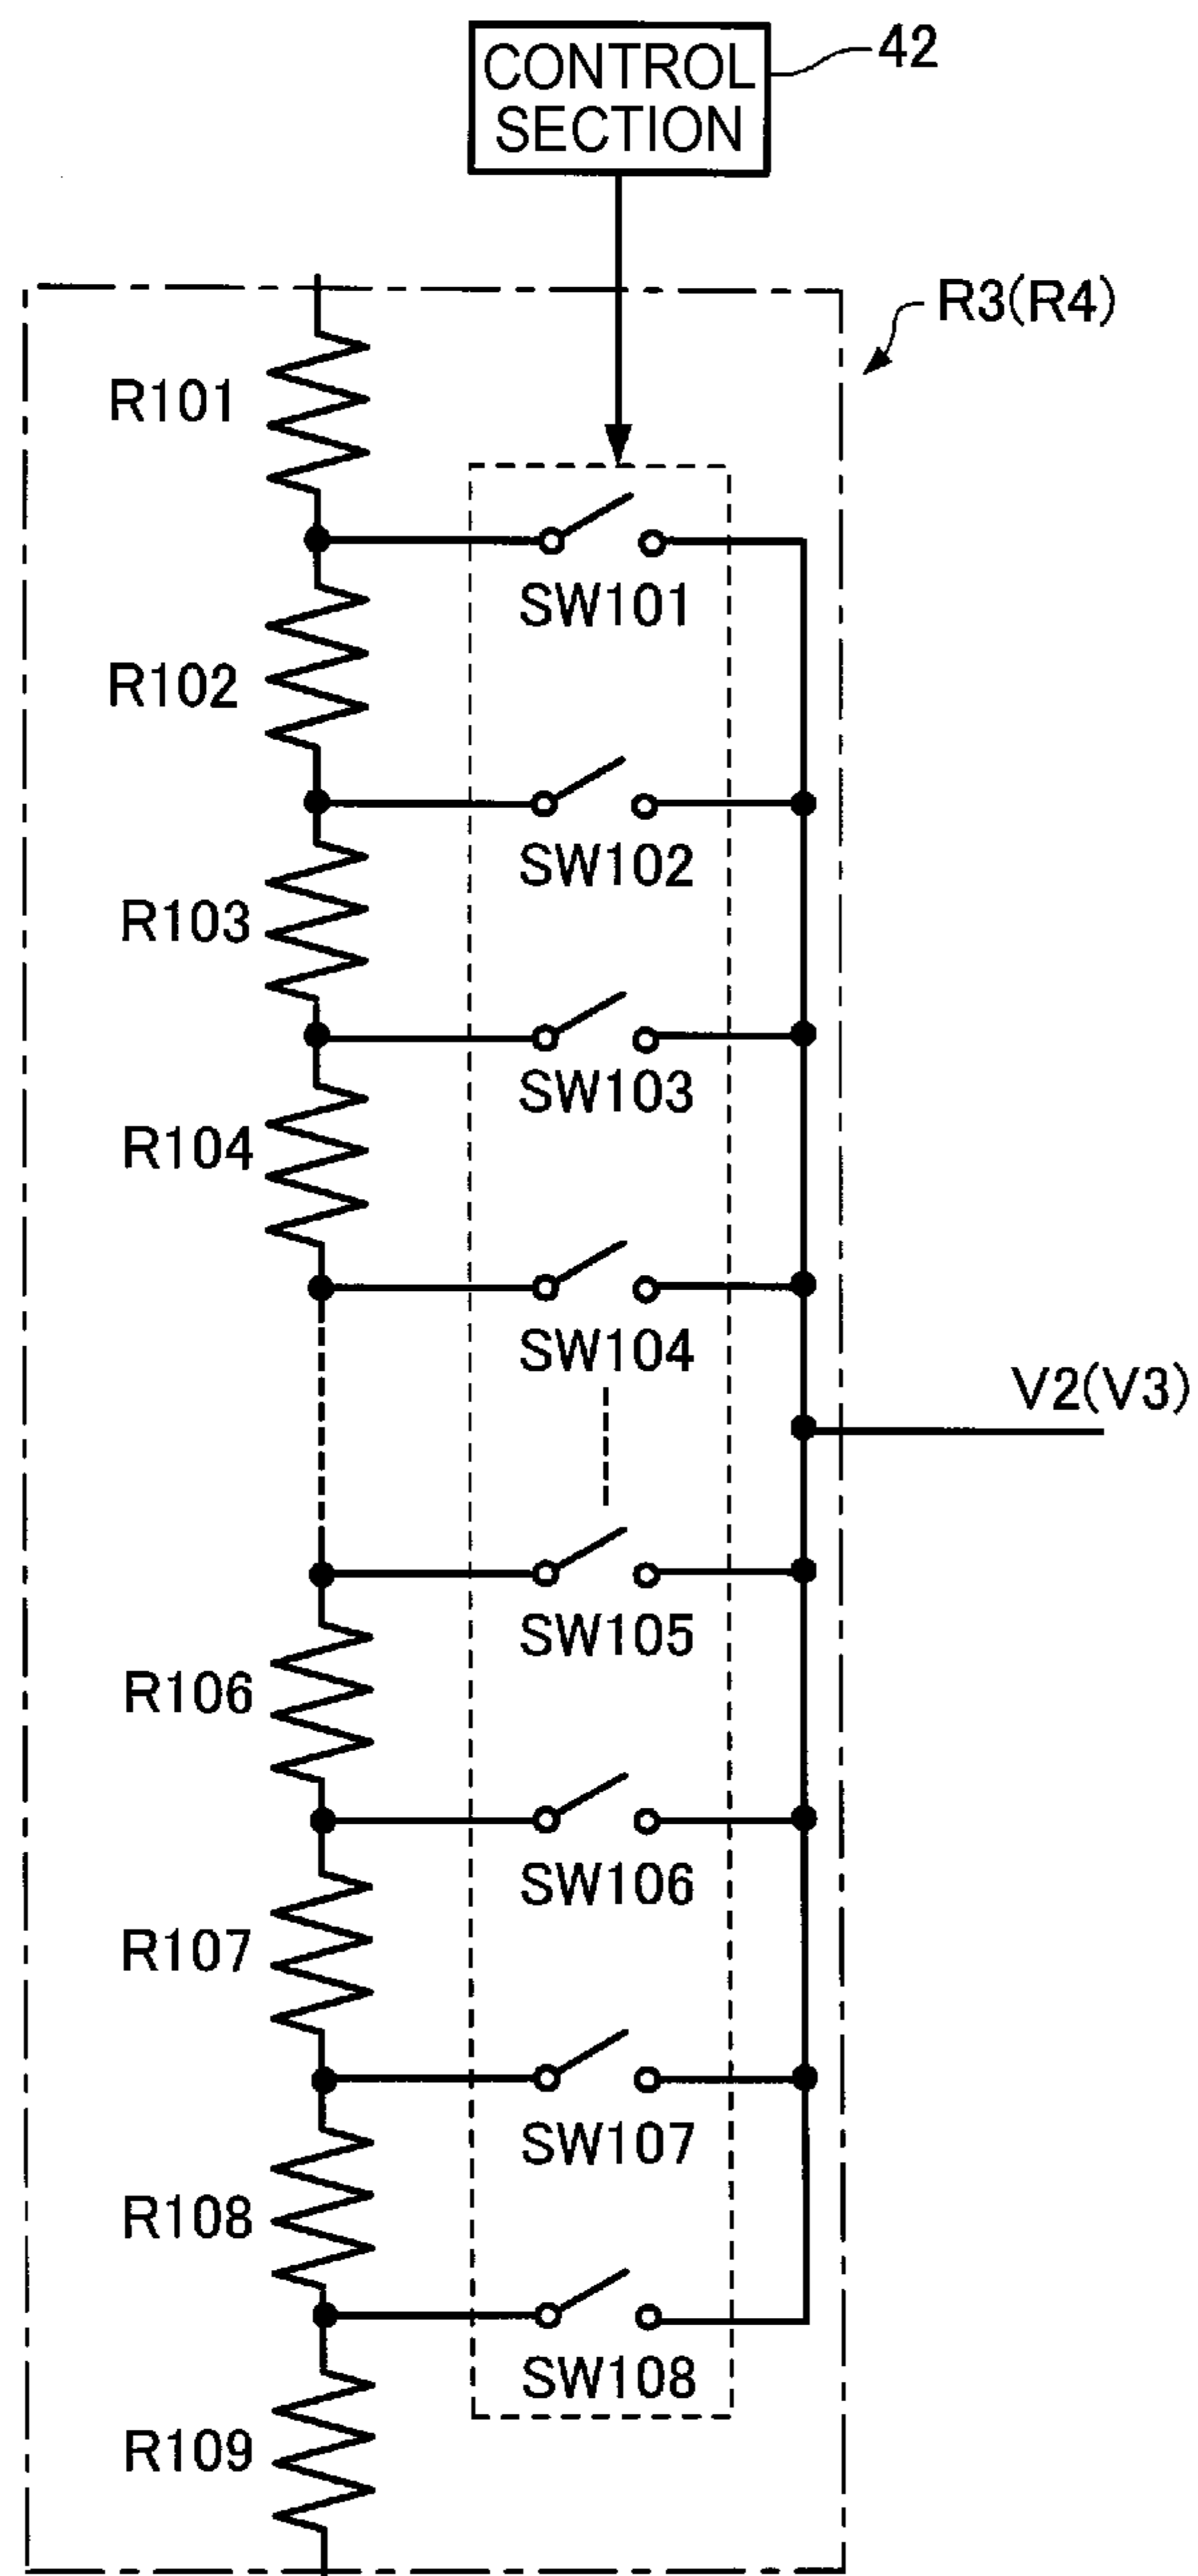 CONTROL
SECTION
42
R3(R4)
R101
SW101
R102
SW102
R103
SW103
R104
SW104
V2(V3)
SW105
R106
SW106
R107
SW107
R108
SW108
R109